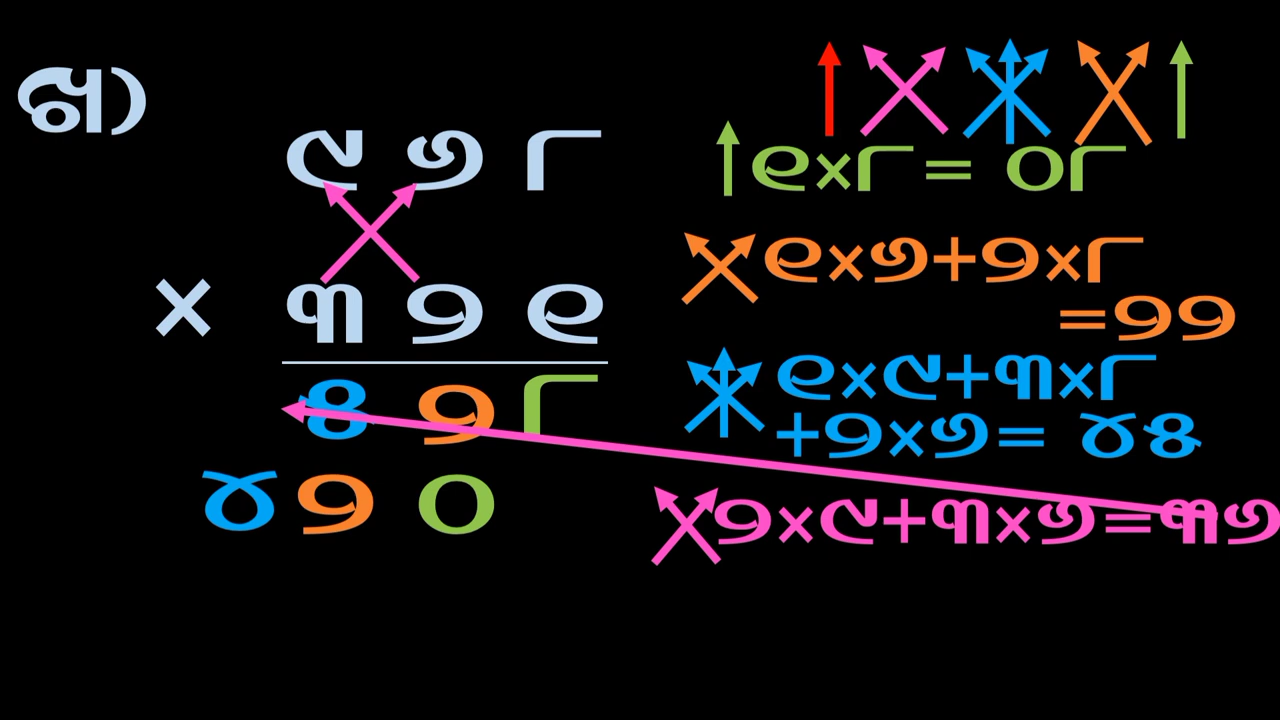 ଖ)
୯ ୬ ୮
× ୩ ୨ ୧
୫ ୨ ୮
୪ ୨ ୦
୧×୮= ୦୮
୧×୬+୨×୮
=୨୨
୧×୯+୩×୮
+୨×୬= ୪୫
୨×୯+୩×୬=୩୬